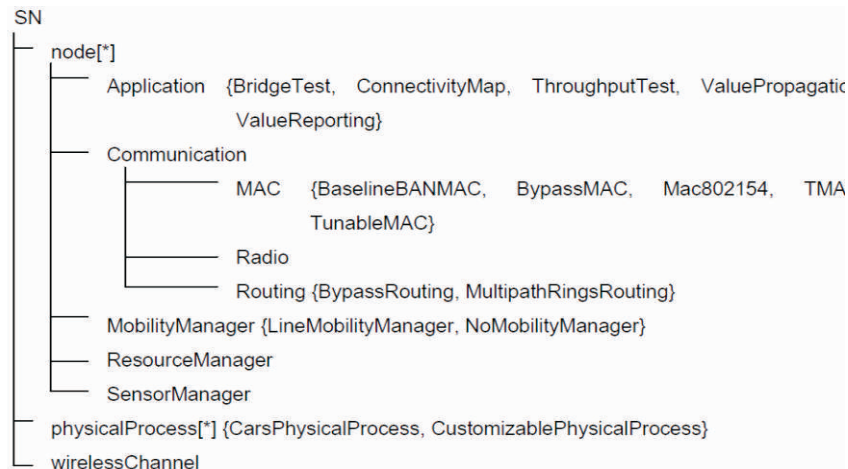 SN
node[*]
Application {BridgeTest, ConnectivityMap, ThroughputTest, ValuePropagatio
ValueReporting}
Communication
MAC {BaselineBANMAC, BypassMAC, Mac802154, TMA
TunableMAC}
Radio
Routing {BypassRouting, MultipathRingsRouting}
MobilityManager {LineMobilityManager, NoMobilityManager}
ResourceManager
SensorManager
physicalProcess[*] {CarsPhysicalProcess, CustomizablePhysicalProcess}
wirelessChannel